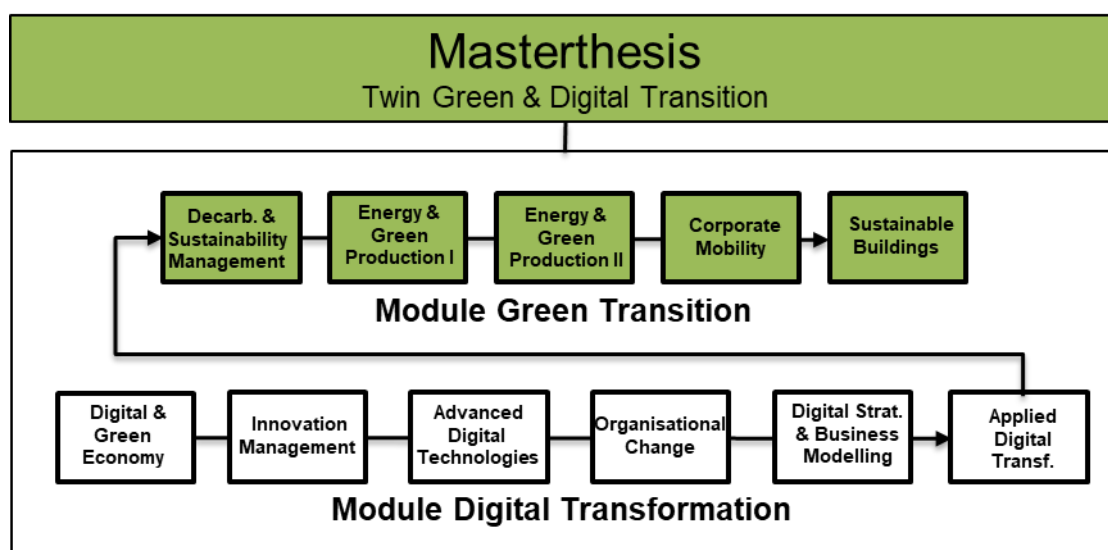 Masterthesis
Twin Green & Digital Transition
Decarb. &
Sustainability
Management
Energy &
Green
Production I
Energy &
Green
Production II
Corporate
Mobility
Sustainable
Buildings
Module Green Transition
Digital &
Green
Economy
Innovation
Management
Advanced
Digital
Technologies
Organisational
Change
Digital Strat.
& Business
Modelling
Applied
Digital
Transf.
Module Digital Transformation